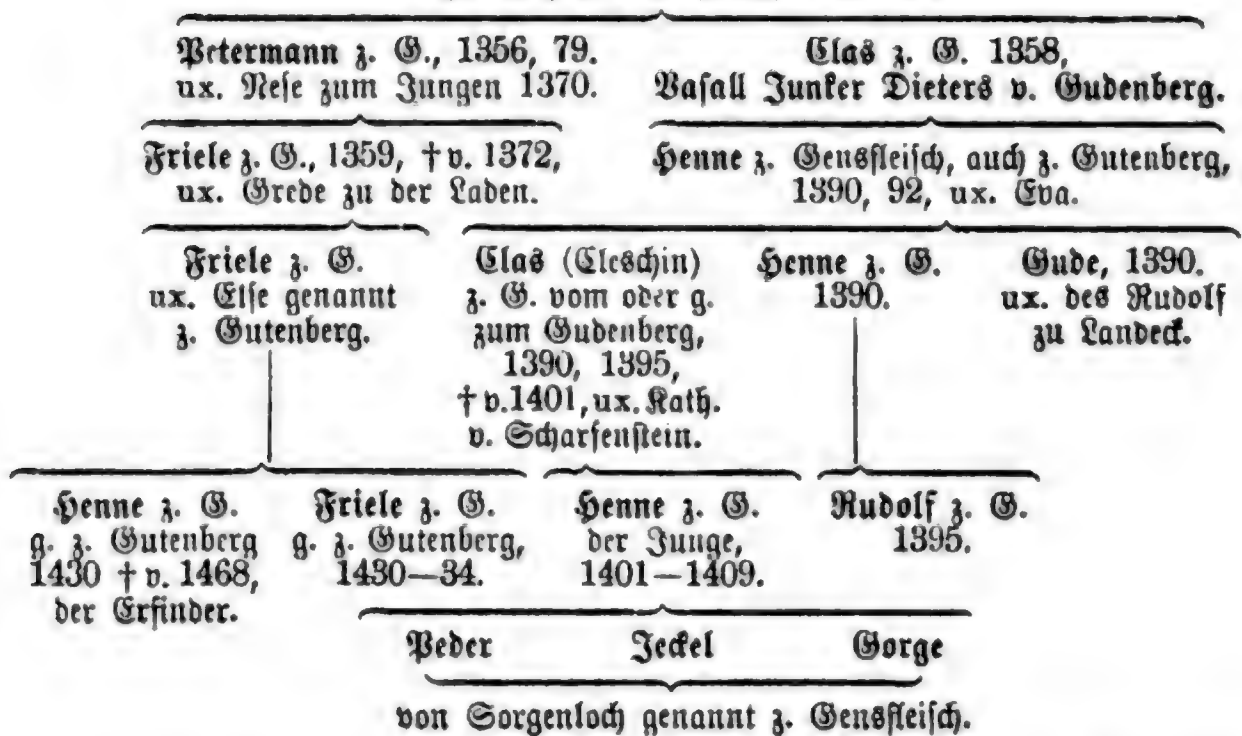 Petermann z. G., 1356, 79.
ux. Nese zum Jungen 1370.
Clas z. G. 1358,
Vasall Junker Dieters v. Gudenberg.
Friele z. G., 1359, † v. 1372,
ux. Grede zu der Laden.
Henne z. Gensfleisch, auch z. Gutenberg,
1390, 92, ux. Eva.
Friele z. G.
ux. Else genannt
z. Gutenberg.
Clas (Cleschin)
z. G. vom oder g.
zum Gudenberg,
1390, 1395,
† v. 1401, ux. Kath.
v. Scharfenstein.
Henne z. G.
1390.
Gude, 1390.
ux. des Rudolf
zu Landeck.
Henne z. G.
g. z. Gutenberg
1430 † v. 1468,
der Erfinder.
Friele z. G.
g. z. Gutenberg,
1430—34.
Henne z. G.
der Junge,
1401—1409.
Rudolf z. G.
1395.
Peder Jeckel Gorge
von Sorgenloch genannt z. Gensfleisch.